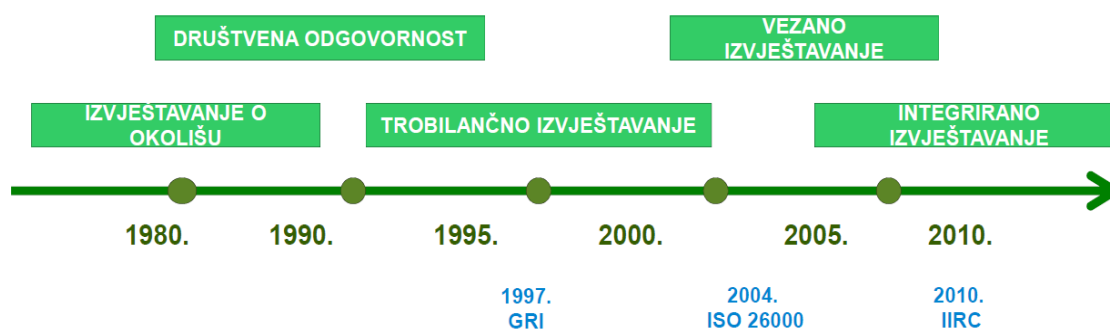 DRUŠTVENA ODGOVORNOST
VEZANO
IZVJEŠTAVANJE
IZVJEŠTAVANJE O
OKOLIŠU
TROBILANČNO IZVJEŠTAVANJE
INTEGRIRANO
IZVJEŠTAVANJE
1980.
1990.
1995.
2000.
2005.
2010.
1997.
GRI
2004.
ISO 26000
2010.
IIRC